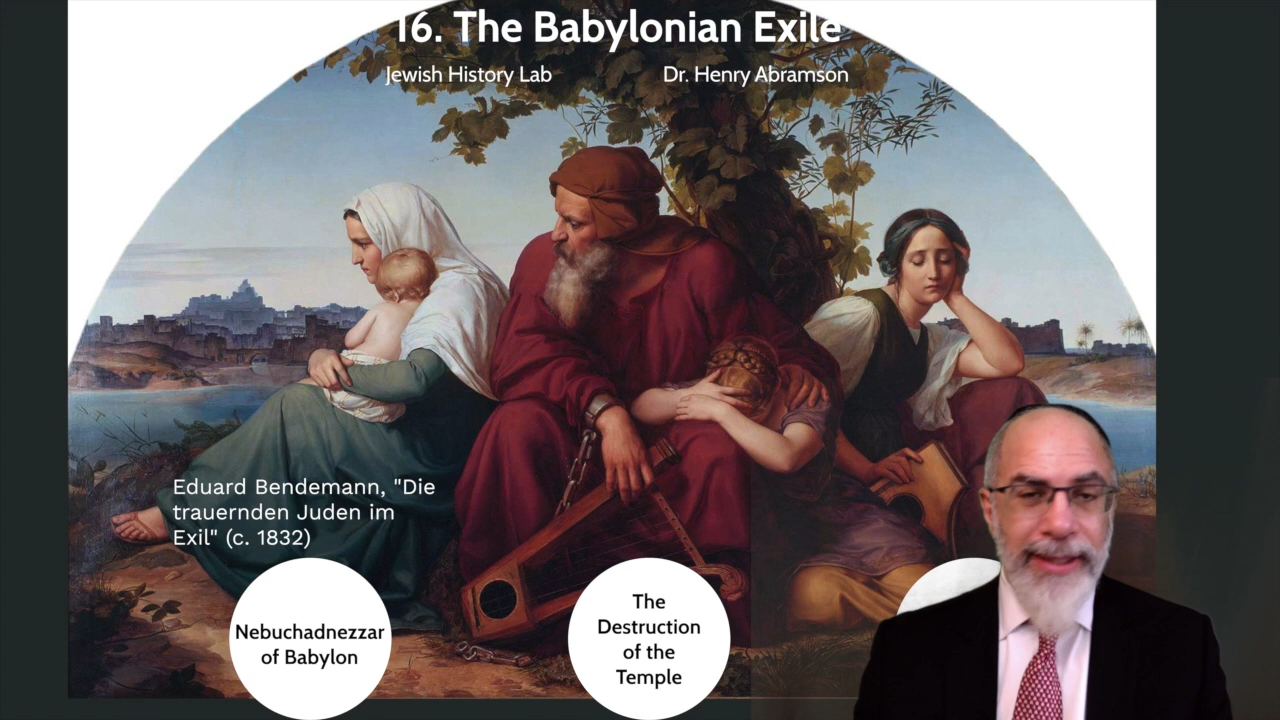 16. The Babylonian Exile
Jewish History Lab
Dr. Henry Abramson
Eduard Bendemann, "Die
trauernden Juden im
Exil" (c. 1832)
Nebuchadnezzar
of Babylon
The
Destruction
of the
Temple